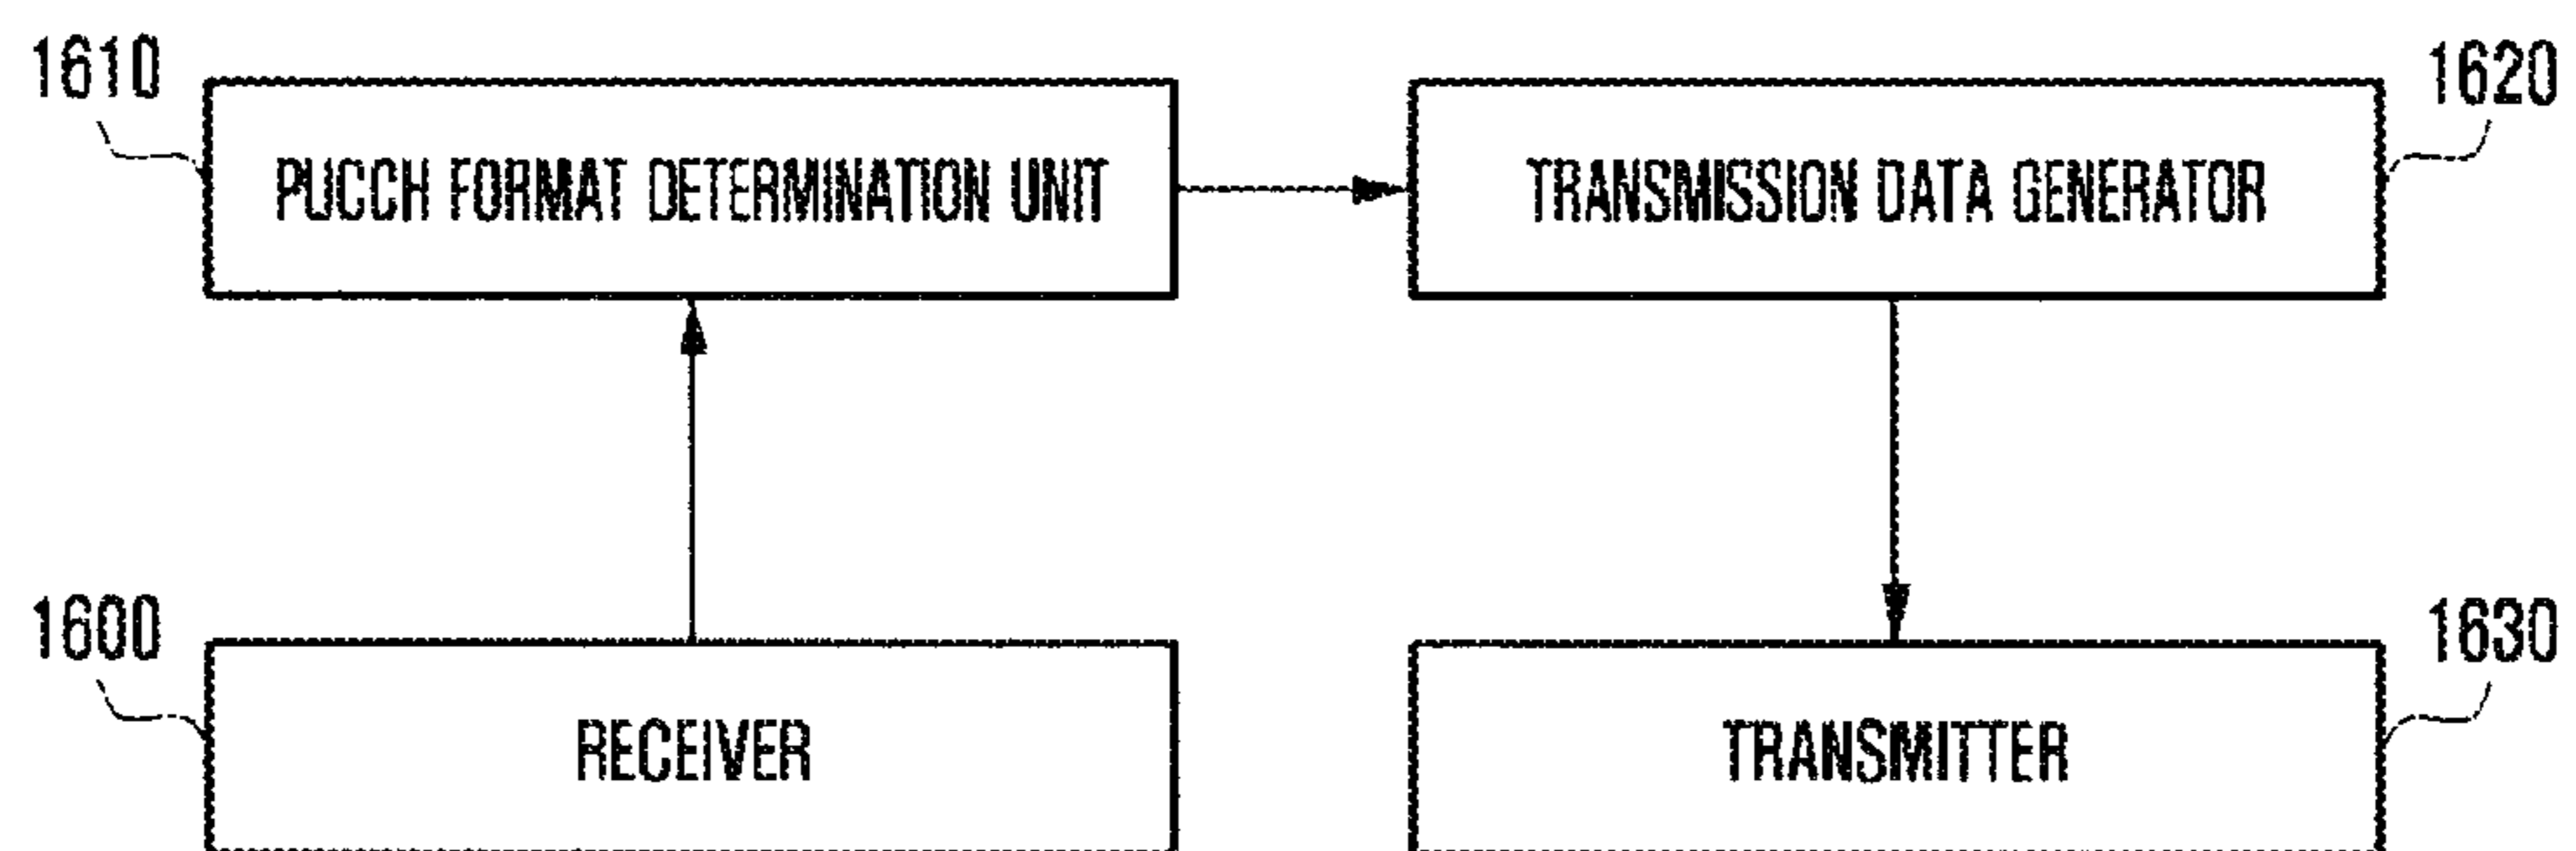 1610
PUCCH FORMAT DETERMINATION UNIT
TRANSMISSION DATA GENERATOR
1620
1600
RECEIVER
TRANSMITTER
1630